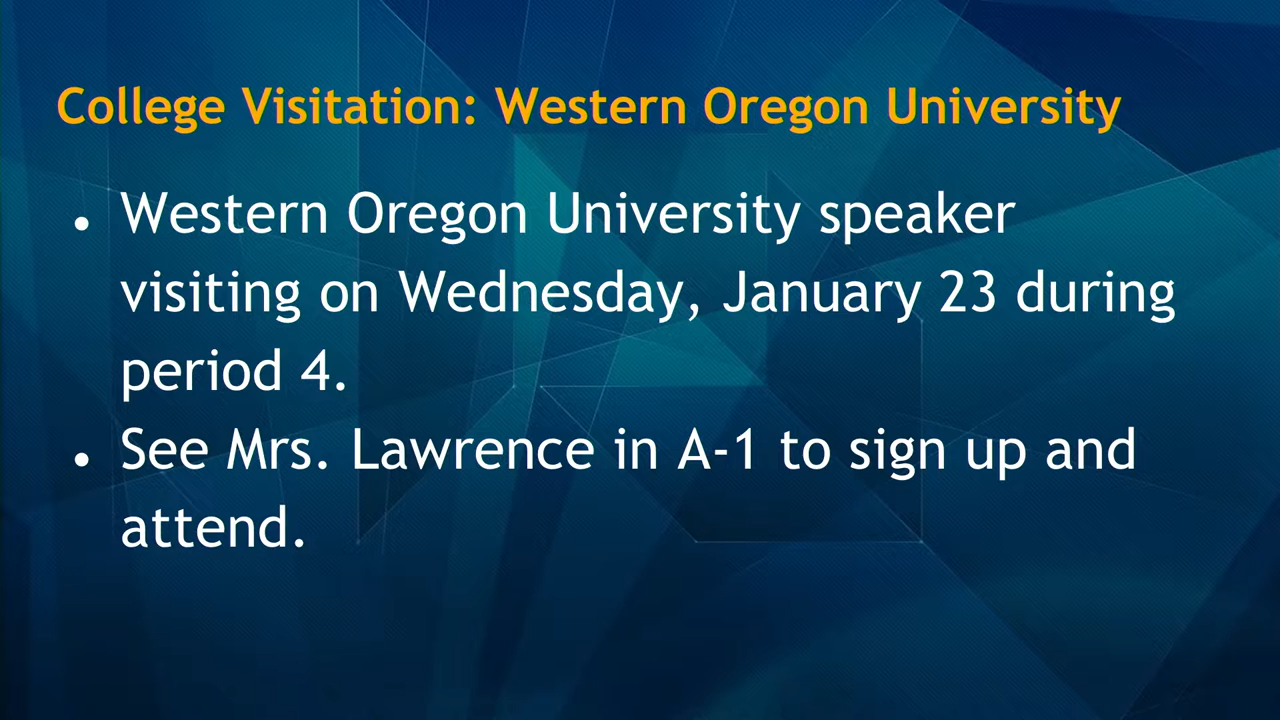 College Visitation: Western Oregon University
• Western Oregon University speaker
visiting on Wednesday, January 23 during
period 4.
• See Mrs. Lawrence in A-1 to sign up and
attend.